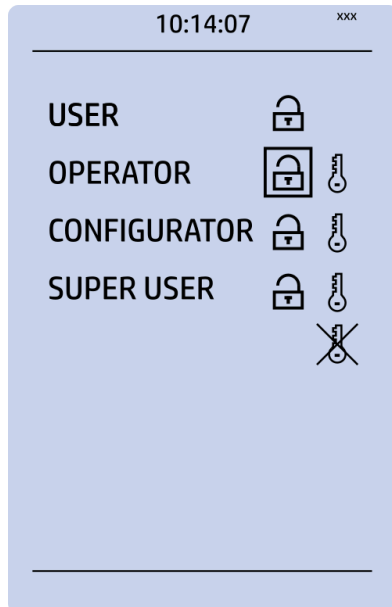 10:14:07 xxx
USER
OPERATOR
CONFIGURATOR
SUPER USER